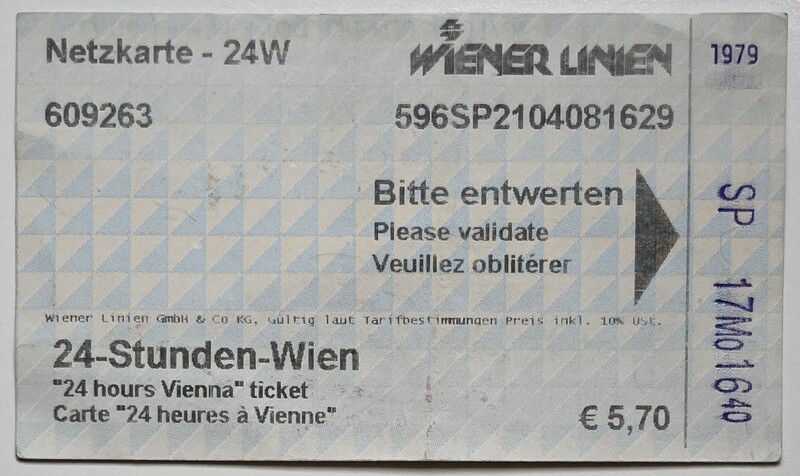 Netzkarte - 24W
WIENER LINIEN
1979
609263
596SP2104081629
Bitte entwerten
Please validate
Veuillez oblitérer
SP 17Mo1640
Wiener Linien GmbH & Co KG, Gültig laut Tarifbestimmungen Preis inkl. 10% USt.
24-Stunden-Wien
"24 hours Vienna" ticket
Carte "24 heures à Vienne"
€ 5,70